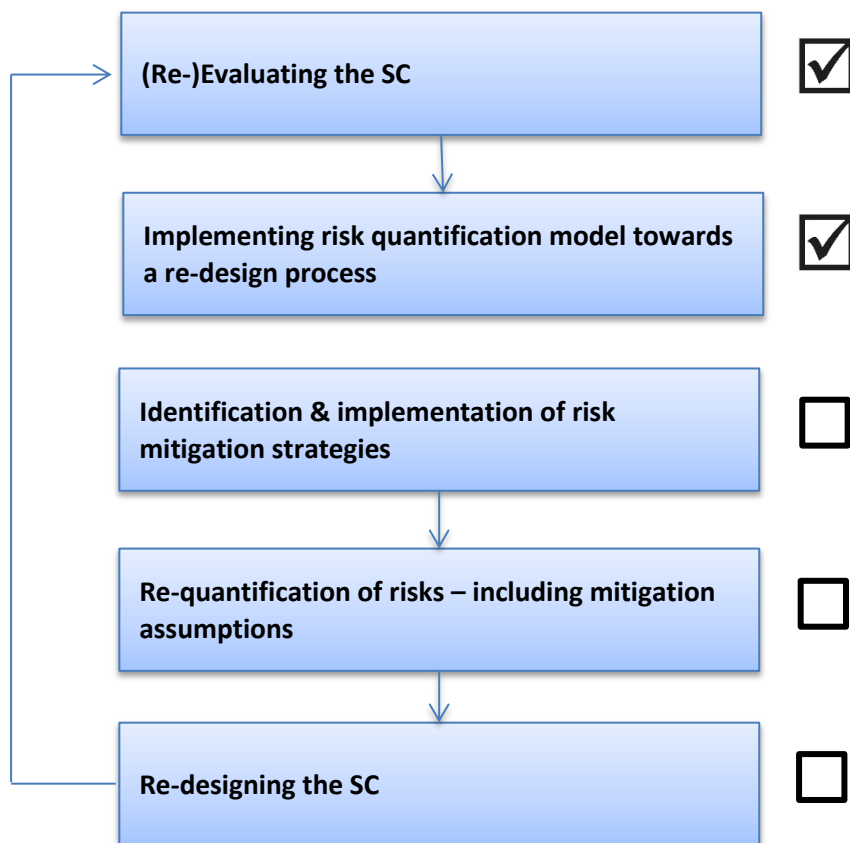 (Re-)Evaluating the SC
Implementing risk quantification model towards
a re-design process
Identification & implementation of risk
mitigation strategies
Re-quantification of risks – including mitigation
assumptions
Re-designing the SC